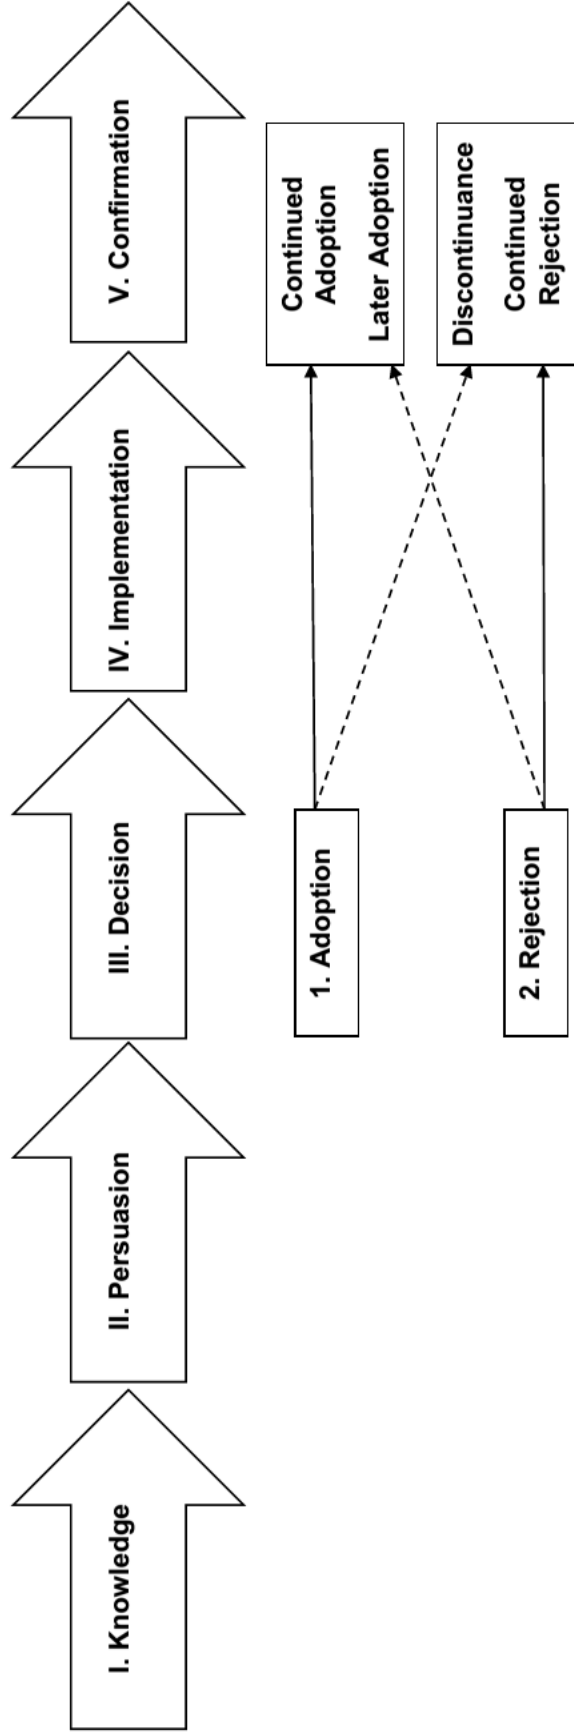 I. Knowledge
II. Persuasion
III. Decision
IV. Implementation
V. Confirmation
1. Adoption
Continued
Adoption
Later Adoption
2. Rejection
Discontinuance
Continued
Rejection